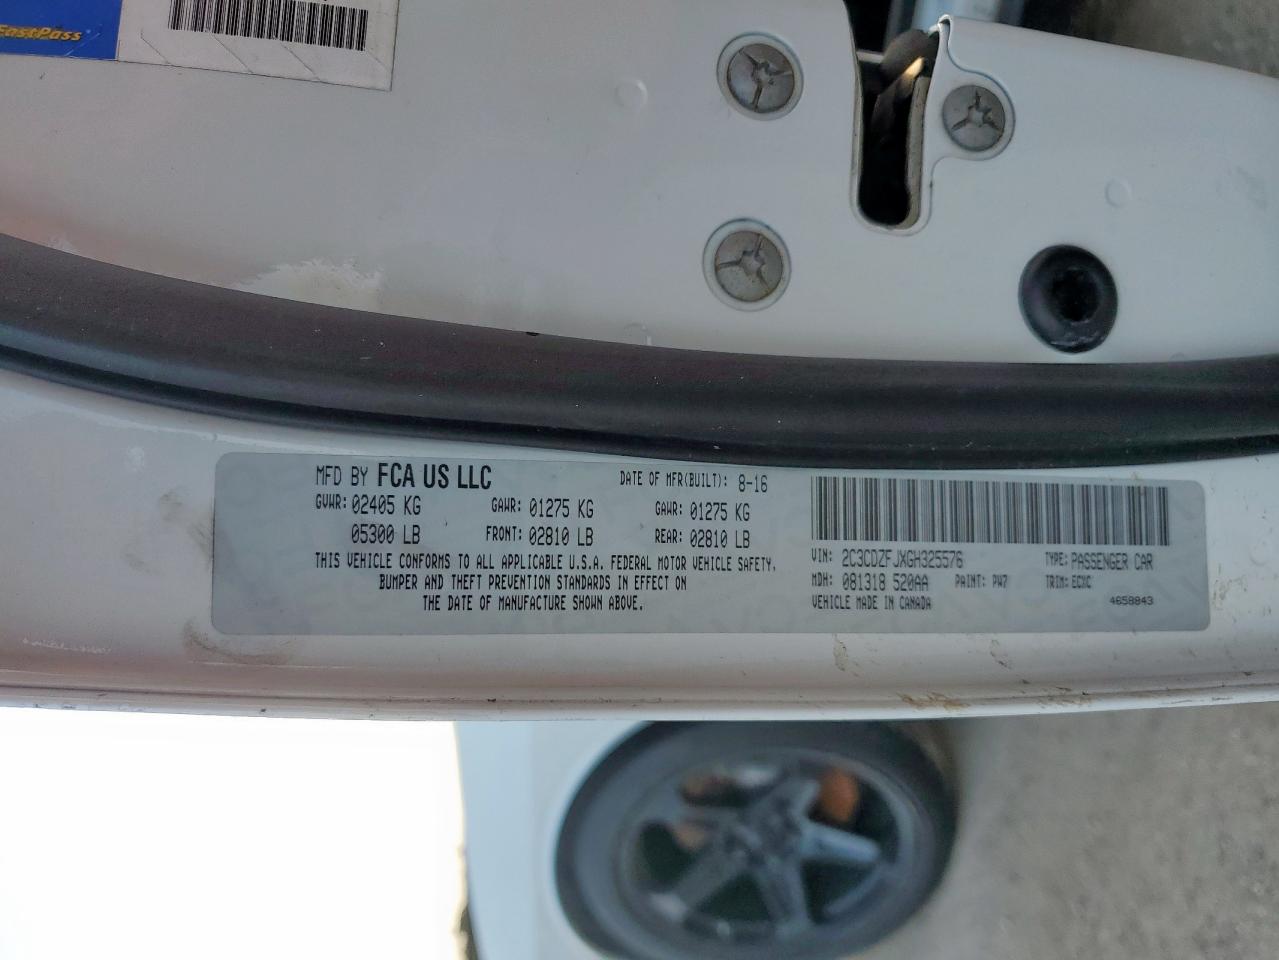 FastPass
MFD BY FCA US LLC DATE OF MFR(BUILT): 8-16
GVWR: 02405 KG GAWR: 01275 KG GAWR: 01275 KG
05300 LB FRONT: 02810 LB REAR: 02810 LB
THIS VEHICLE CONFORMS TO ALL APPLICABLE U.S.A. FEDERAL MOTOR VEHICLE SAFETY,
BUMPER AND THEFT PREVENTION STANDARDS IN EFFECT ON
THE DATE OF MANUFACTURE SHOWN ABOVE.
VIN: 2C3CDZFJXGH325576 TYPE: PASSENGER CAR
MDH: 081318 520AA PAINT: PW7 TRIM: ECXC
VEHICLE MADE IN CANADA 4658843